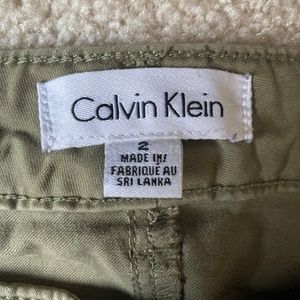 Calvin Klein
2
MADE IN/
FABRIQUÉ AU
SRI LANKA